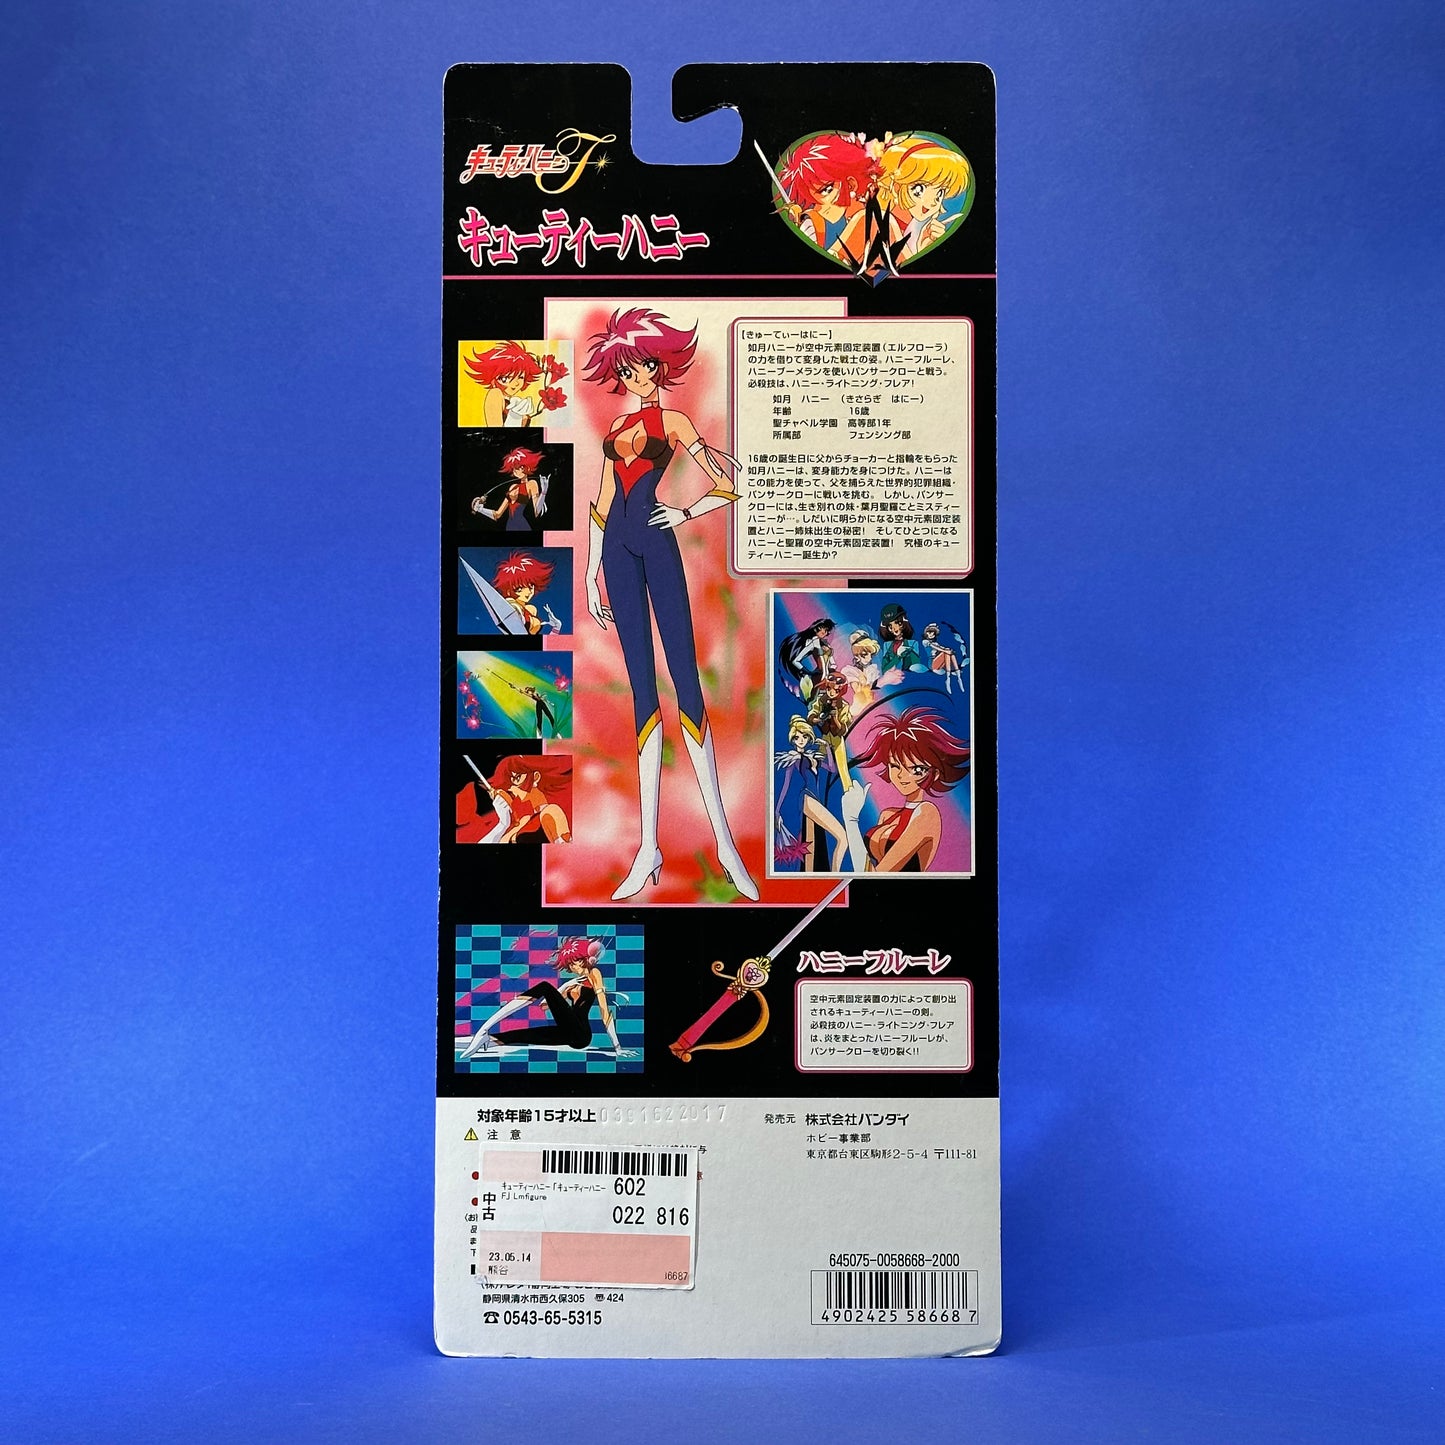 キューティーハニーF
キューティーハニー
【きゅーてぃーはにー】
如月ハニーが空中元素固定装置(エルフローラ)
の力を借りて変身した戦士の姿。ハニーフルーレ、
ハニーブーメランを使いパンサークローと戦う。
必殺技は、ハニー・ライトニング・フレア!
如月 ハニー (きさらぎ はにー)
年齢 16歳
聖チャペル学園 高等部1年
所属部 フェンシング部
16歳の誕生日に父からチョーカーと指輪をもらった
如月ハニーは、変身能力を身につけた。ハニーは
この能力を使って、父を捕らえた世界的犯罪組織・
パンサークローに戦いを挑む。しかし、パンサー
クローには、生き別れの妹・葉月聖羅ことミスティー
ハニーが…。しだいに明らかになる空中元素固定装
置とハニー姉妹出生の秘密! そしてひとつになる
ハニーと聖羅の空中元素固定装置! 究極のキュー
ティーハニー誕生か?
ハニーフルーレ
空中元素固定装置の力によって創り出
されるキューティーハニーの剣。
必殺技のハニー・ライトニング・フレア
は、炎をまとったハニーフルーレが、
パンサークローを切り裂く!!
対象年齢15才以上
注意
発売元 株式会社バンダイ
ホビー事業部
東京都台東区駒形2-5-4 〒111-81
中古
キューティーハニー「キューティーハニー
FJ Lmfigure
602
022 816
23.05.14
熊谷
16687
静岡県清水市西久保305 〠424
☎0543-65-5315
645075-0058668-2000
4902425 58668 7